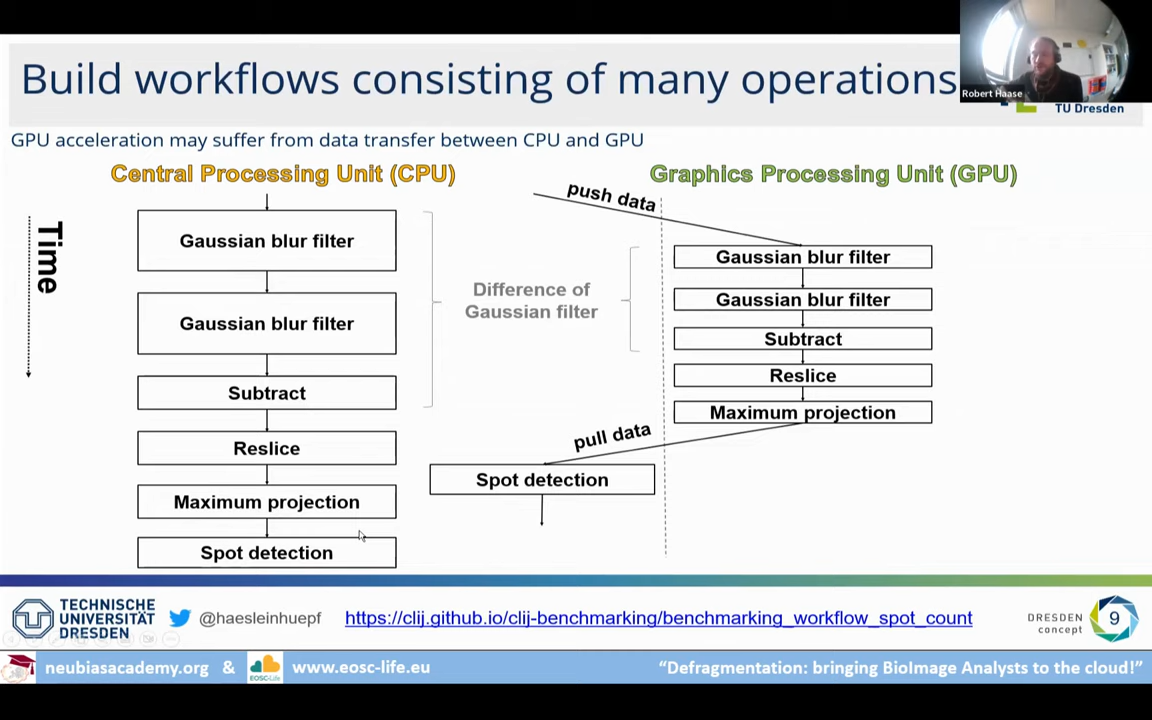 Build workflows consisting of many operations
Robert Haase
TU Dresden
GPU acceleration may suffer from data transfer between CPU and GPU
Central Processing Unit (CPU)
Graphics Processing Unit (GPU)
Time
push data
Gaussian blur filter
Gaussian blur filter
Subtract
Reslice
Maximum projection
Spot detection
Difference of
Gaussian filter
Gaussian blur filter
Gaussian blur filter
Subtract
Reslice
Maximum projection
pull data
Spot detection
TECHNISCHE
UNIVERSITÄT
DRESDEN
@haesleinhuepf
https://clij.github.io/clij-benchmarking/benchmarking_workflow_spot_count
DRESDEN
concept
9
neubiasacademy.org & 
EOSC-Life
www.eosc-life.eu
“Defragmentation: bringing BioImage Analysts to the cloud!”